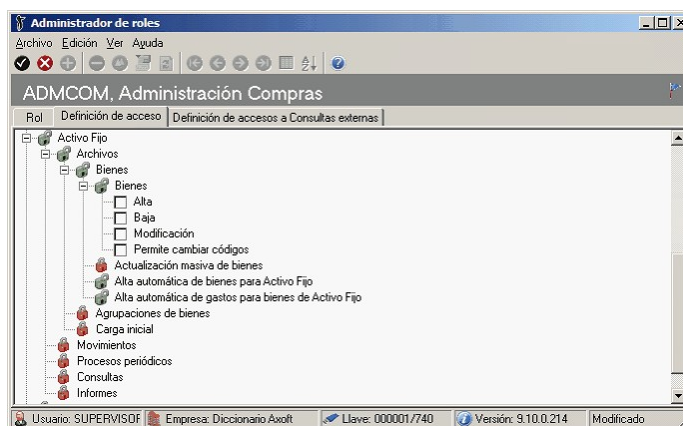 Administrador de roles
Archivo Edición Ver Ayuda
ADMCOM, Administración Compras
Rol Definición de acceso Definición de accesos a Consultas externas
Activo Fijo
Archivos
Bienes
Bienes
Alta
Baja
Modificación
Permite cambiar códigos
Actualización masiva de bienes
Alta automática de bienes para Activo Fijo
Alta automática de gastos para bienes de Activo Fijo
Agrupaciones de bienes
Carga inicial
Movimientos
Procesos periódicos
Consultas
Informes
Usuario: SUPERVISOF Empresa: Diccionario Axoft Llave: 000001/740 Versión: 9.10.0.214 Modificado